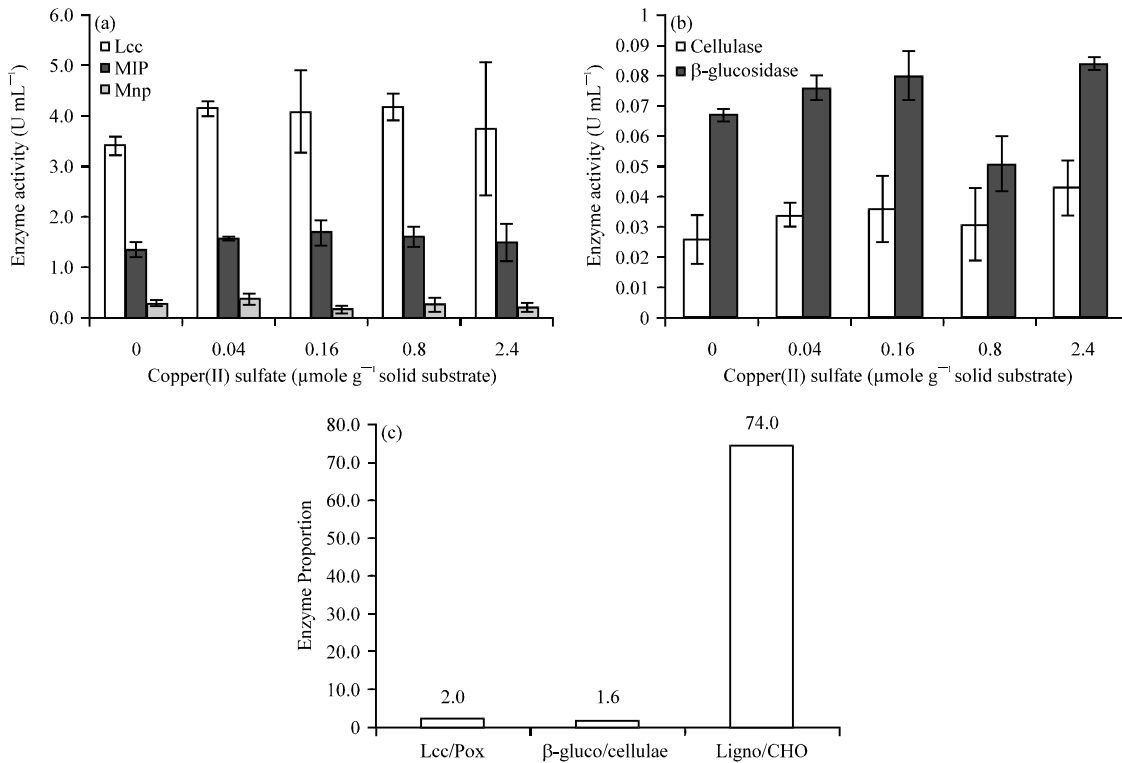 (a)
Lcc
MIP
Mnp
Enzyme activity (U mL⁻¹)
6.0
5.0
4.0
3.0
2.0
1.0
0.0
0 0.04 0.16 0.8 2.4
Copper(II) sulfate (µmole g⁻¹ solid substrate)
(b)
Cellulase
β-glucosidase
Enzyme activity (U mL⁻¹)
1
0.09
0.08
0.07
0.06
0.05
0.04
0.03
0.02
0.01
0
0 0.04 0.16 0.8 2.4
Copper(II) sulfate (µmole g⁻¹ solid substrate)
(c)
Enzyme Proportion
80.0
70.0
60.0
50.0
40.0
30.0
20.0
10.0
0
2.0 1.6 74.0
Lcc/Pox β-gluco/cellulae Ligno/CHO